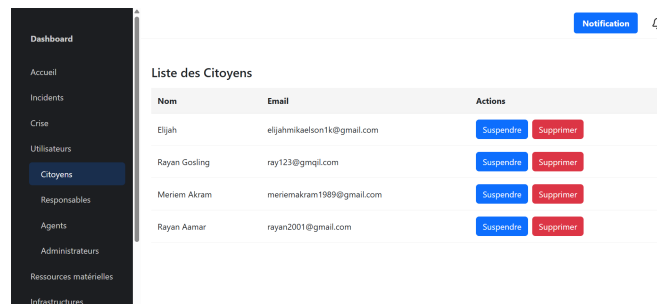 Notification
Dashboard
Accueil
Incidents
Crise
Utilisateurs
Citoyens
Responsables
Agents
Administrateurs
Ressources matérielles
Infrastructures
Liste des Citoyens
Nom Email Actions
Elijah elijahmikaelson1k@gmail.com Suspendre Supprimer
Rayan Gosling ray123@gmqil.com Suspendre Supprimer
Meriem Akram meriemakram1989@gmail.com Suspendre Supprimer
Rayan Aamar rayan2001@gmail.com Suspendre Supprimer